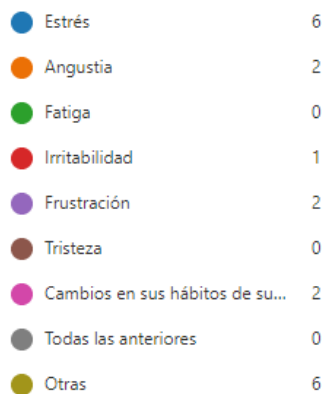 Estrés 6
Angustia 2
Fatiga 0
Irritabilidad 1
Frustración 2
Tristeza 0
Cambios en sus hábitos de su... 2
Todas las anteriores 0
Otras 6